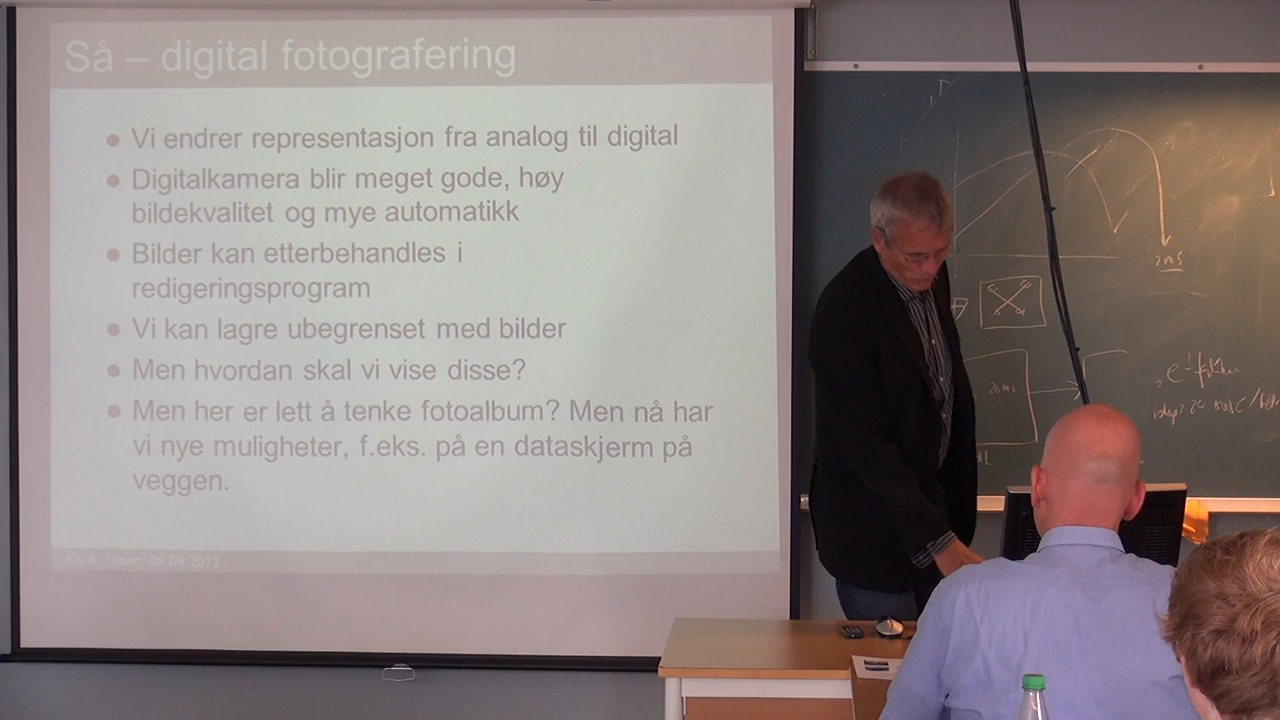 Så – digital fotografering
● Vi endrer representasjon fra analog til digital
● Digitalkamera blir meget gode, høy
bildekvalitet og mye automatikk
● Bilder kan etterbehandles i
redigeringsprogram
● Vi kan lagre ubegrenset med bilder
● Men hvordan skal vi vise disse?
● Men her er lett å tenke fotoalbum? Men nå har
vi nye muligheter, f.eks. på en dataskjerm på
veggen.
Kai A. Olsen, 09.09.2013